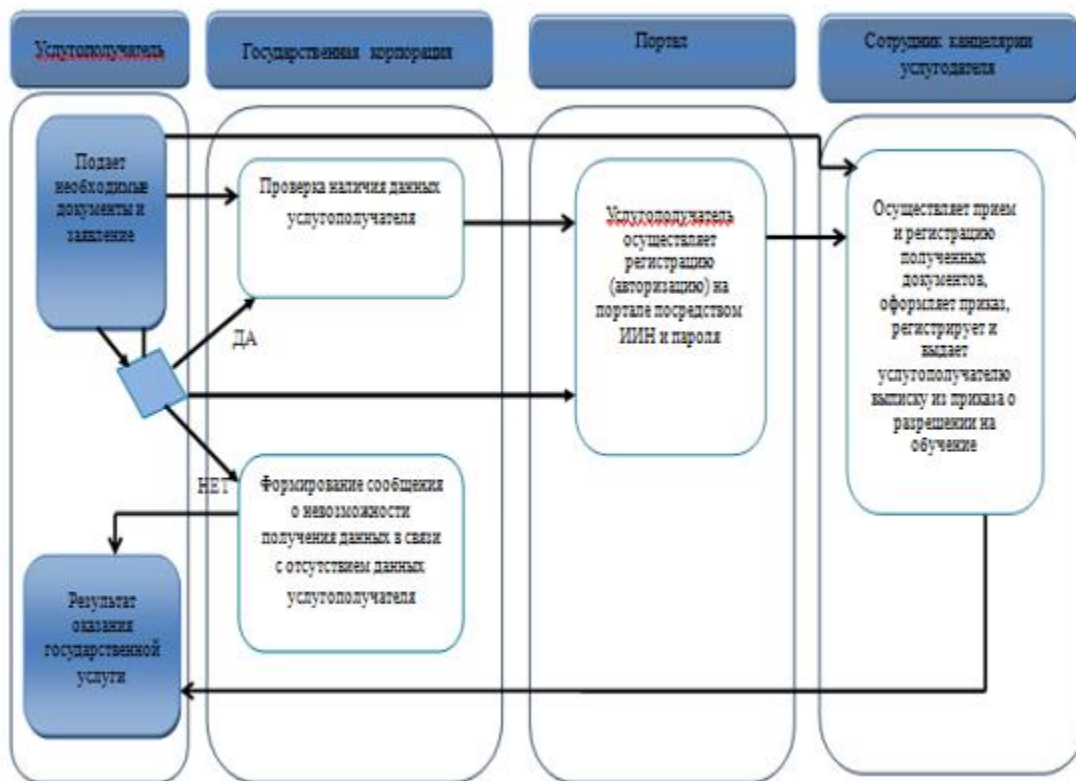 Услугополучатель
Государственная корпорация
Портал
Сотрудник канцелярии
услугодателя
Подает
необходимые
документы и
заявление
Проверка наличия данных
услугополучателя
Услугополучатель
осуществляет
регистрацию
(авторизацию) на
портале посредством
ИИН и пароля
Осуществляет прием
и регистрацию
полученных
документов,
оформляет приказ,
регистрирует и
выдает
услугополучателю
выписку из приказа о
разрешении на
обучение
ДА
НЕТ
Формирование сообщения
о невозможности
получения данных в связи
с отсутствием данных
услугополучателя
Результат
оказания
государственной
услуги